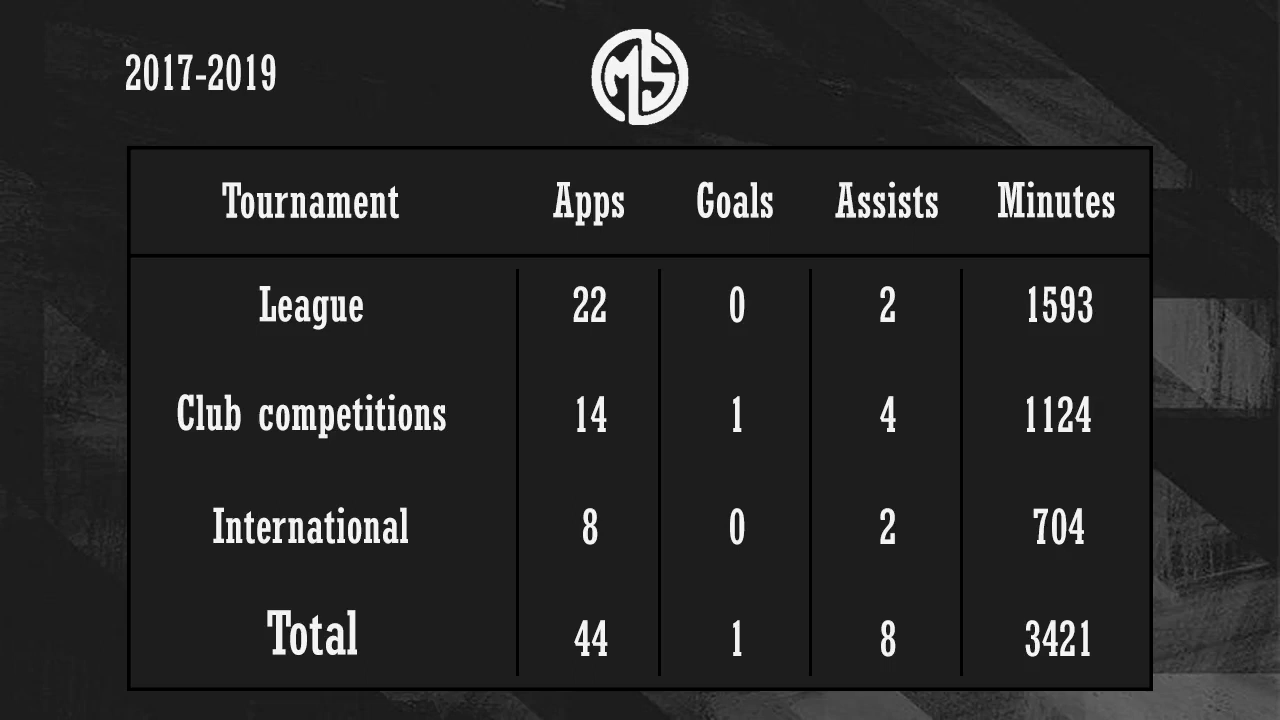 2017-2019
MS
Tournament Apps Goals Assists Minutes
League 22 0 2 1593
Club competitions 14 1 4 1124
International 8 0 2 704
Total 44 1 8 3421